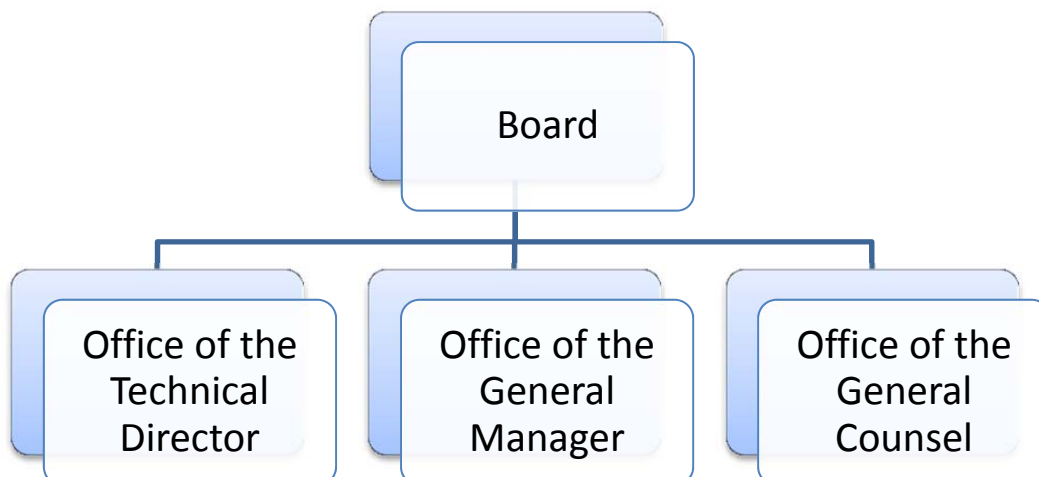 Board
Office of the
Technical
Director
Office of the
General
Manager
Office of the
General
Counsel